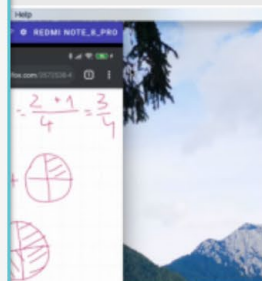 Help
REDMI NOTE_8_PRO
= 2 + 1 / 4 = 3 / 4
+